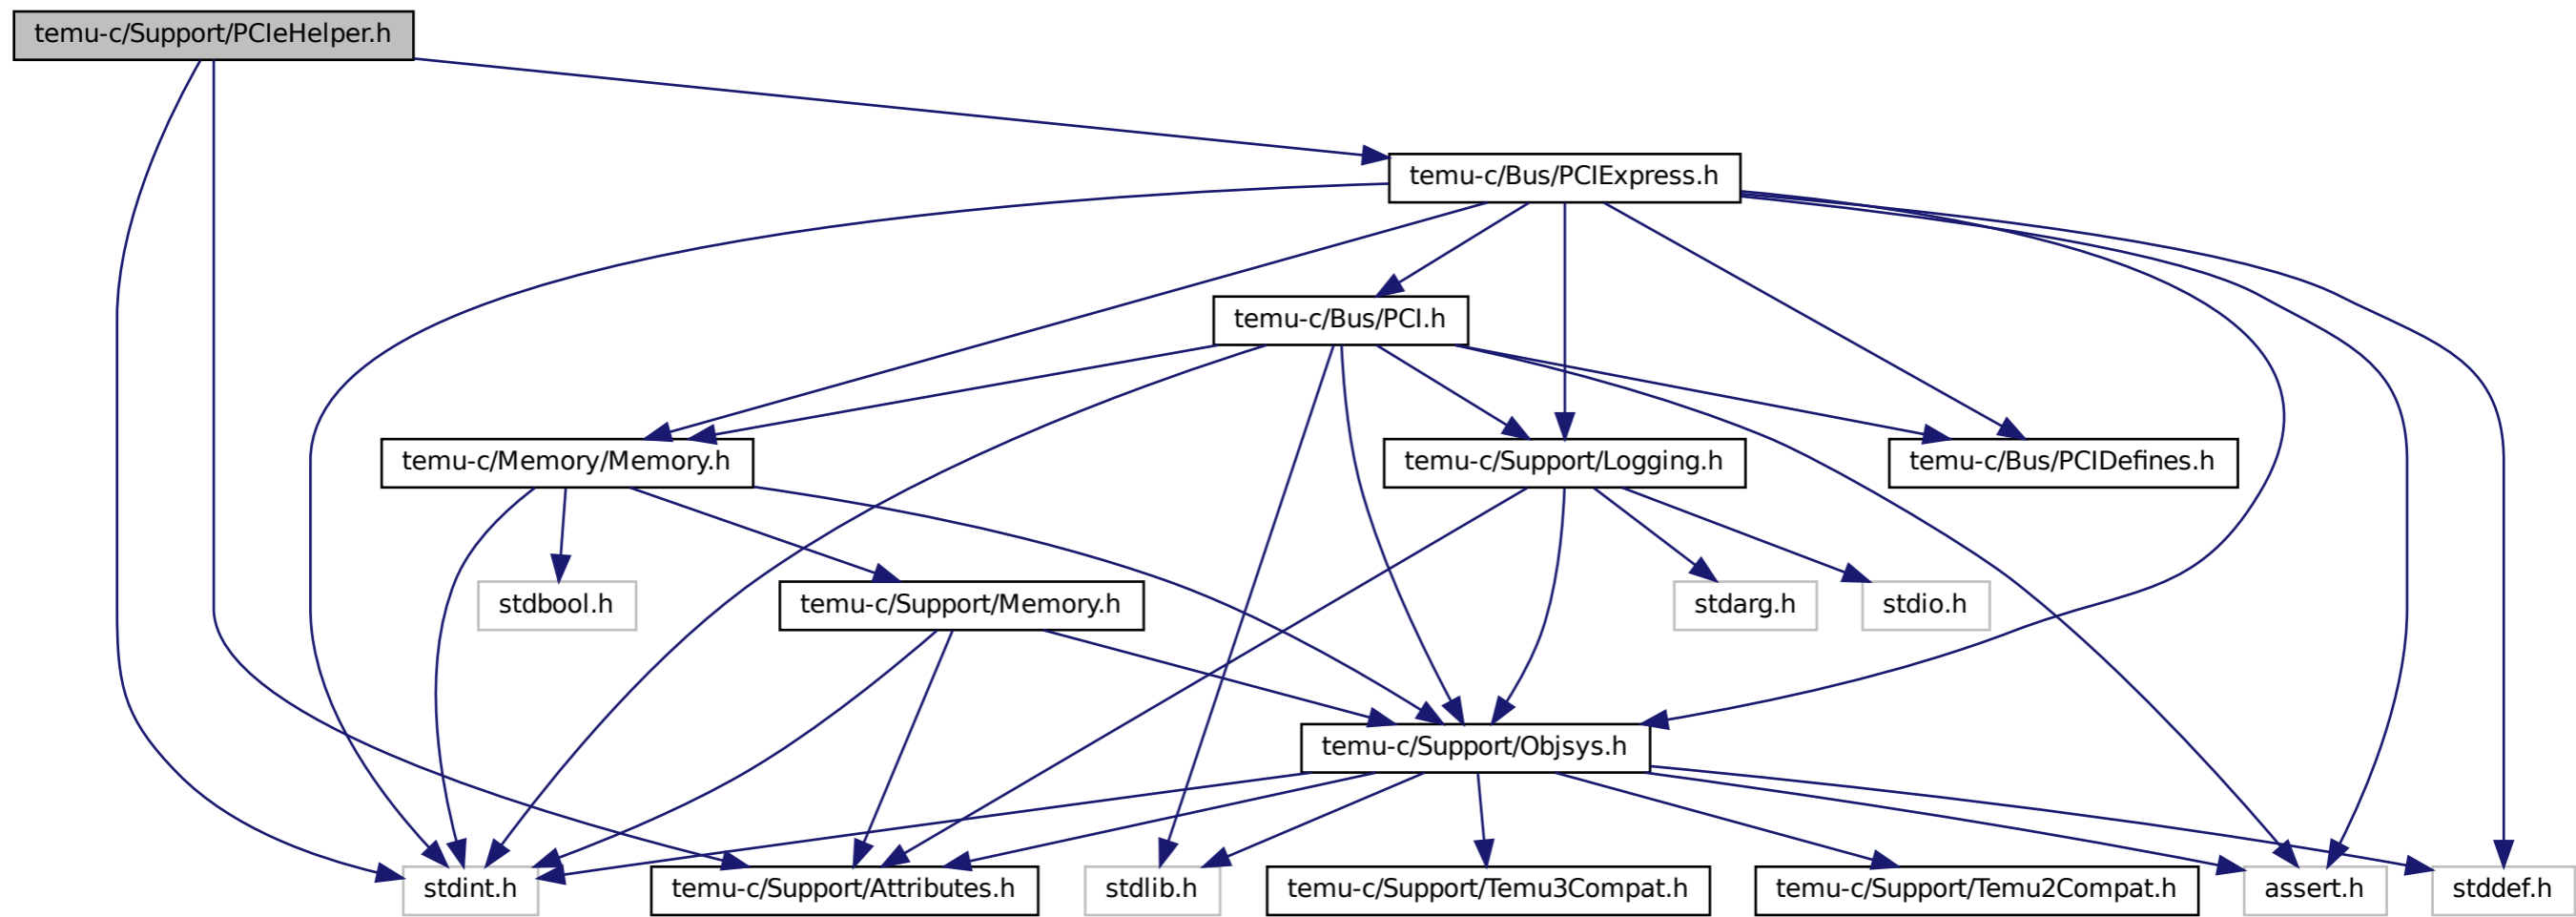 temu-c/Support/PCIeHelper.h
temu-c/Bus/PCIExpress.h
temu-c/Bus/PCI.h
temu-c/Memory/Memory.h
temu-c/Support/Logging.h
temu-c/Bus/PCIDefines.h
stdbool.h
temu-c/Support/Memory.h
stdarg.h
stdio.h
temu-c/Support/Objsys.h
stdint.h
temu-c/Support/Attributes.h
stdlib.h
temu-c/Support/Temu3Compat.h
temu-c/Support/Temu2Compat.h
assert.h
stddef.h